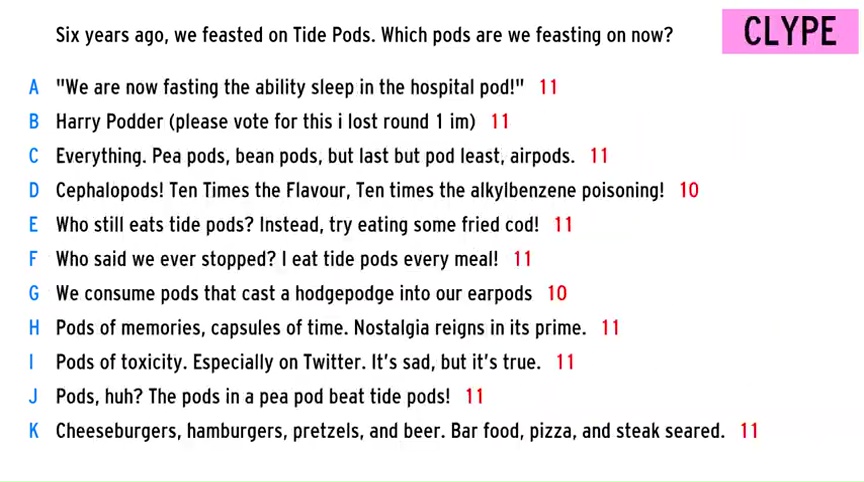 Six years ago, we feasted on Tide Pods. Which pods are we feasting on now?
CLYPE
A "We are now fasting the ability sleep in the hospital pod!" 11
B Harry Podder (please vote for this i lost round 1 im) 11
C Everything. Pea pods, bean pods, but last but pod least, airpods. 11
D Cephalopods! Ten Times the Flavour, Ten times the alkylbenzene poisoning! 10
E Who still eats tide pods? Instead, try eating some fried cod! 11
F Who said we ever stopped? I eat tide pods every meal! 11
G We consume pods that cast a hodgepodge into our earpods 10
H Pods of memories, capsules of time. Nostalgia reigns in its prime. 11
I Pods of toxicity. Especially on Twitter. It's sad, but it's true. 11
J Pods, huh? The pods in a pea pod beat tide pods! 11
K Cheeseburgers, hamburgers, pretzels, and beer. Bar food, pizza, and steak seared. 11